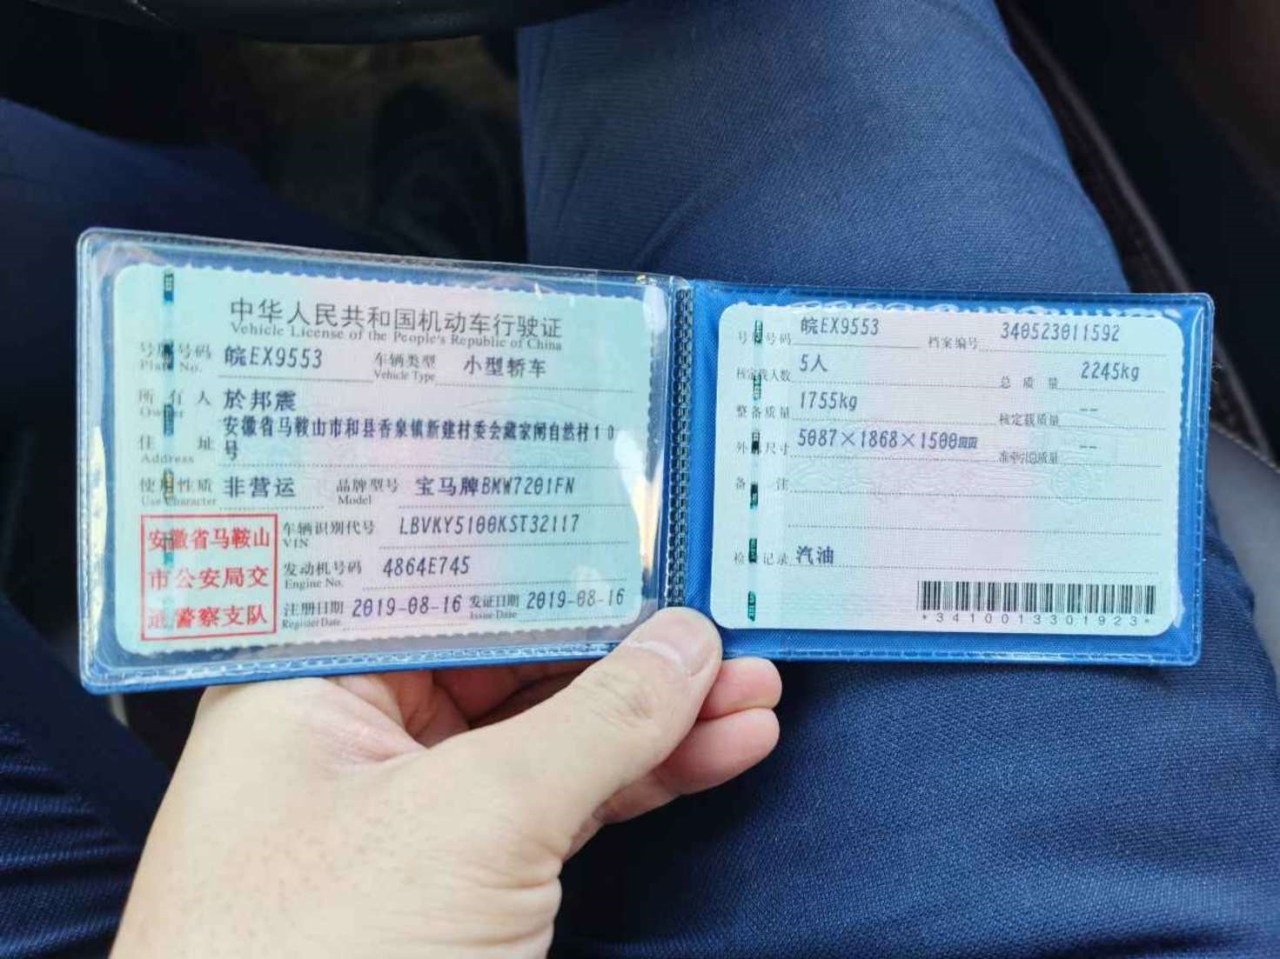 中华人民共和国机动车行驶证
Vehicle License of the People's Republic of China
号牌号码 皖EX9553 车辆类型 小型轿车
Plate No. Vehicle Type
所有人 於邦震
Owner
安徽省马鞍山市和县香泉镇新建村委会戴家闸自然村10
住址 号
Address
使用性质 非营运 品牌型号 宝马牌BMW7201FN
Use Character Model
安徽省马鞍山
市公安局交
通警察支队
车辆识别代号 LBVKY5100KST32117
VIN
发动机号码 4864E745
Engine No.
注册日期 2019-08-16 发证日期 2019-08-16
Register Date Issue Date
号牌号码 皖EX9553 档案编号 340523011592
核定载人数 5人 总质量 2245kg
整备质量 1755kg 核定载质量 --
外廓尺寸 5087×1868×1500mm 准牵引总质量 --
备注
检验记录 汽油
*3410013301923*